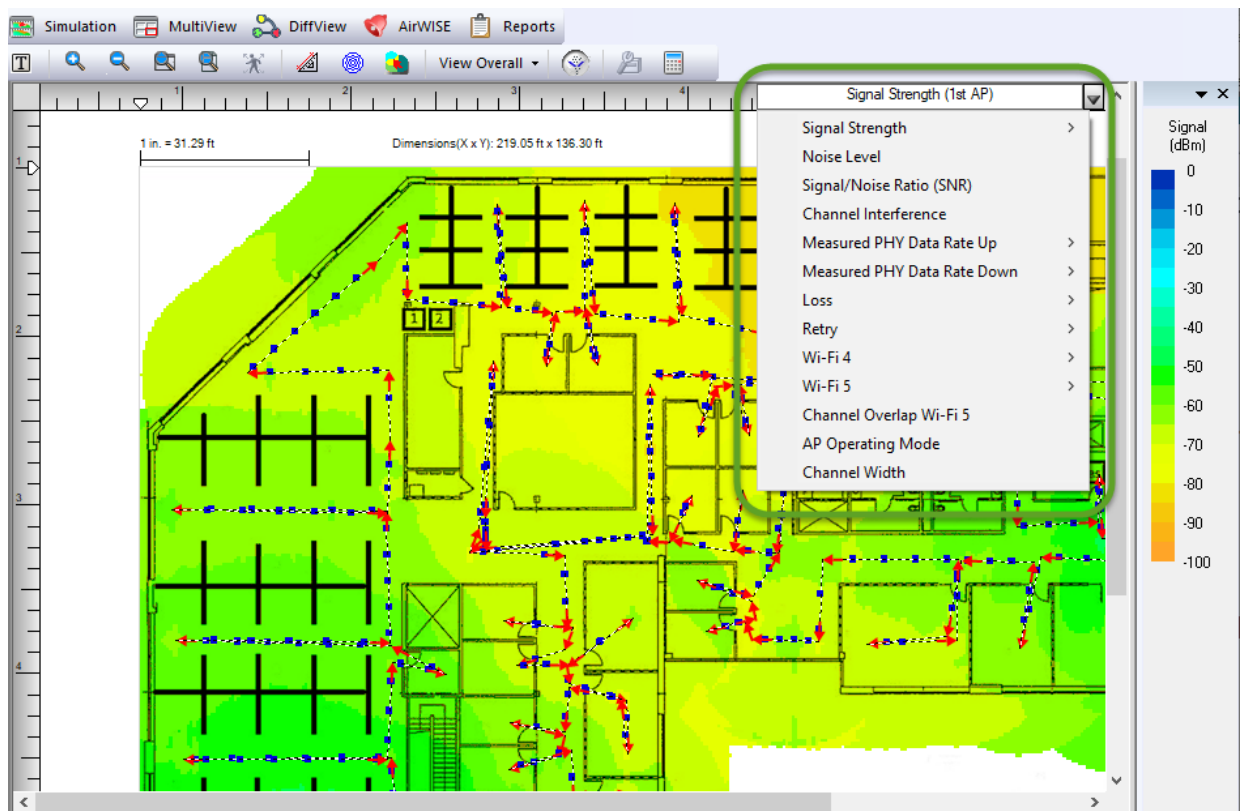 Simulation MultiView DiffView AirWISE Reports
T View Overall
1 2 3 4
Signal Strength (1st AP)
1 in. = 31.29 ft Dimensions(X x Y): 219.05 ft x 136.30 ft
Signal Strength
Noise Level
Signal/Noise Ratio (SNR)
Channel Interference
Measured PHY Data Rate Up
Measured PHY Data Rate Down
Loss
Retry
Wi-Fi 4
Wi-Fi 5
Channel Overlap Wi-Fi 5
AP Operating Mode
Channel Width
1
2
3
4
1 2
Signal
(dBm)
0
-10
-20
-30
-40
-50
-60
-70
-80
-90
-100